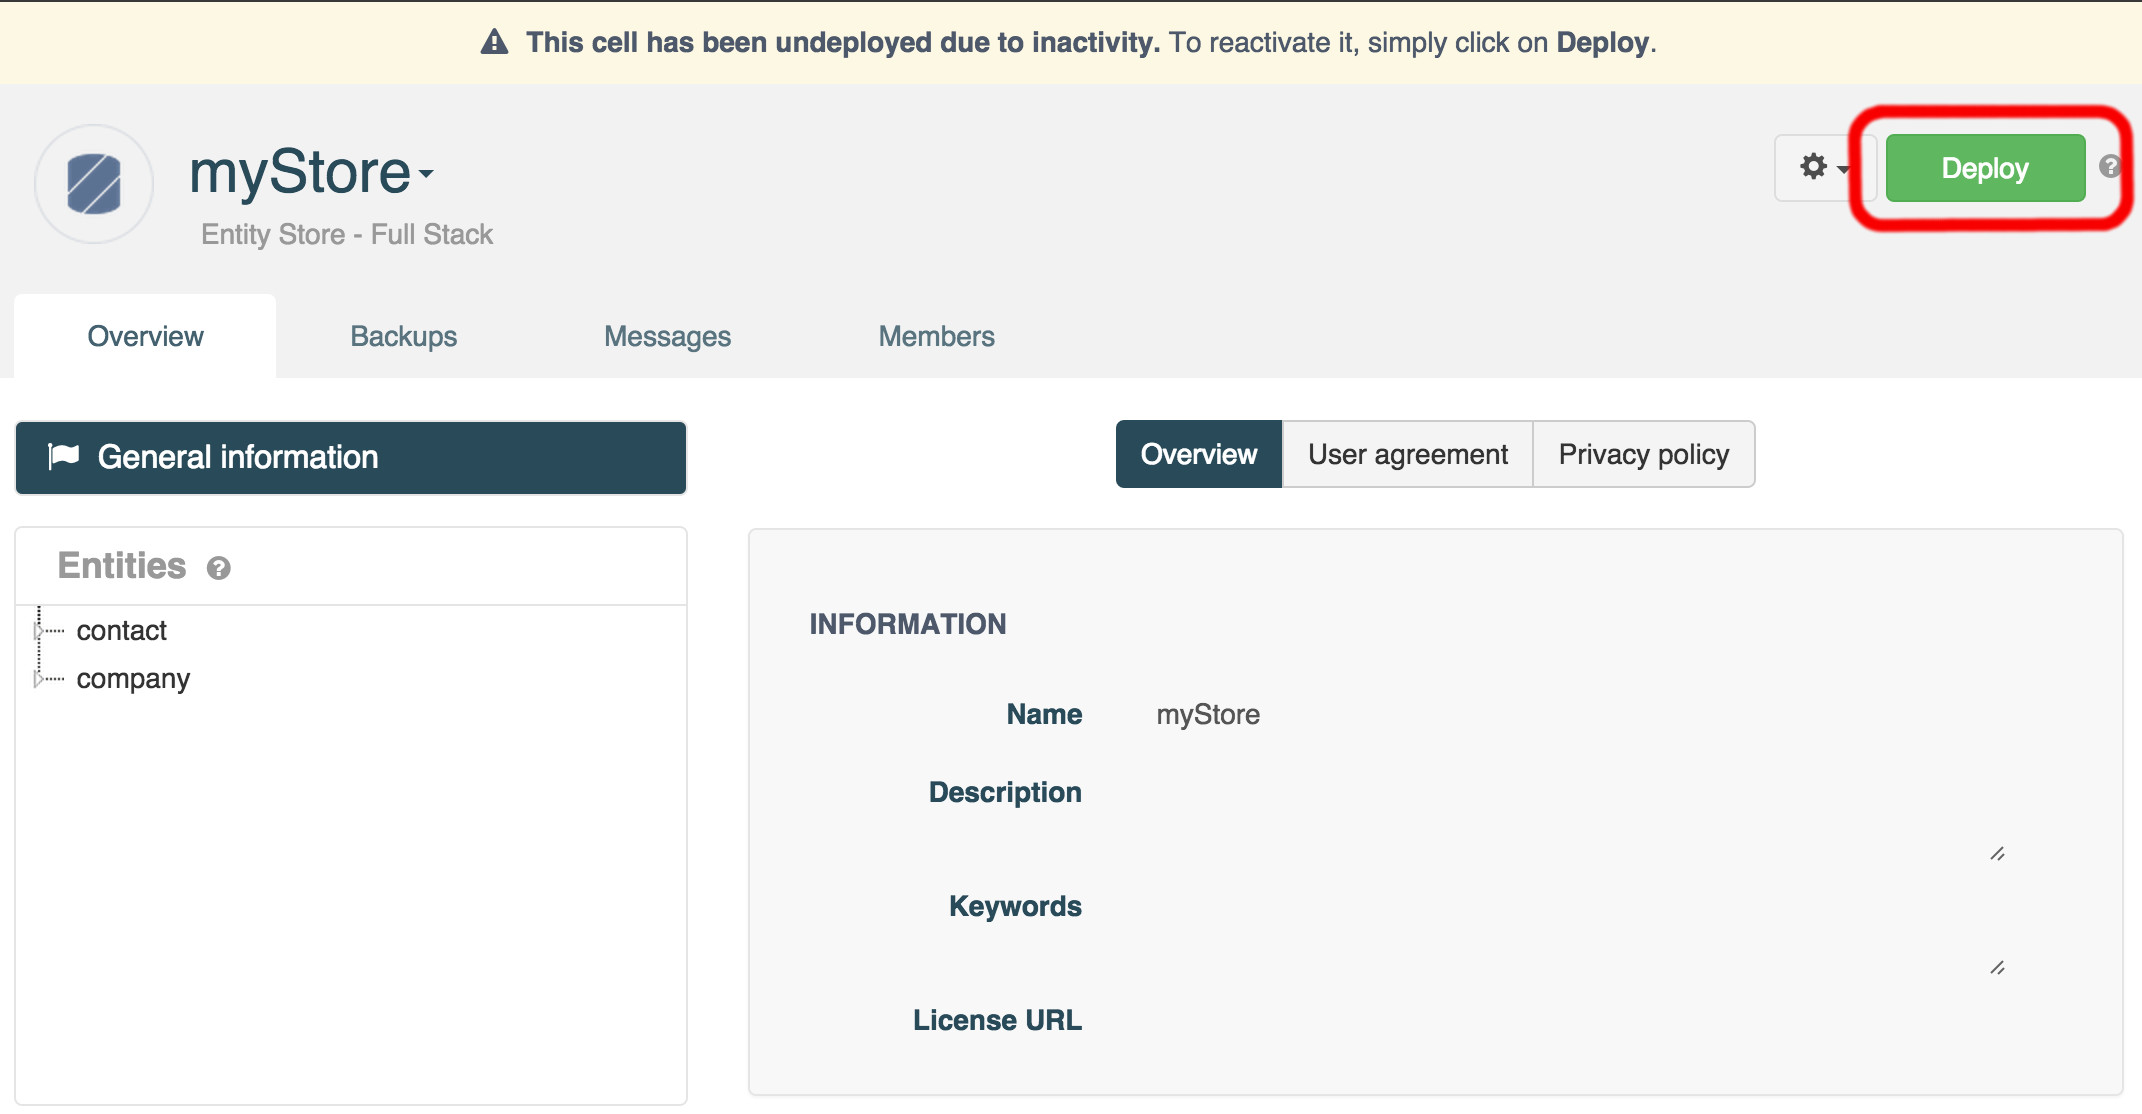 This cell has been undeployed due to inactivity. To reactivate it, simply click on Deploy.
myStore
Deploy
Entity Store - Full Stack
Overview Backups Messages Members
General information
Overview User agreement Privacy policy
Entities
contact
company
INFORMATION
Name myStore
Description
Keywords
License URL